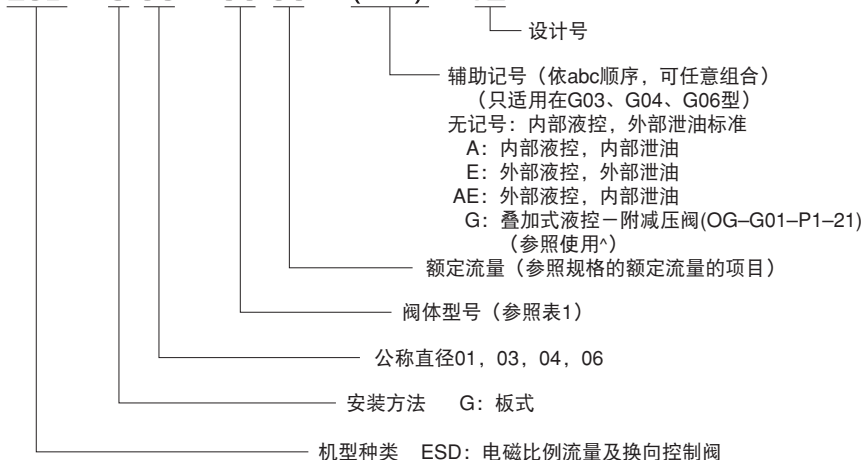 设计号
辅助记号（依abc顺序，可任意组合）
（只适用在G03、G04、G06型）
无记号：内部液控，外部泄油标准
A：内部液控，内部泄油
E：外部液控，外部泄油
AE：外部液控，内部泄油
G：叠加式液控－附减压阀(OG–G01–P1–21)
（参照使用^）
额定流量（参照规格的额定流量的项目）
阀体型号（参照表1）
公称直径01，03，04，06
安装方法 G：板式
机型种类 ESD：电磁比例流量及换向控制阀